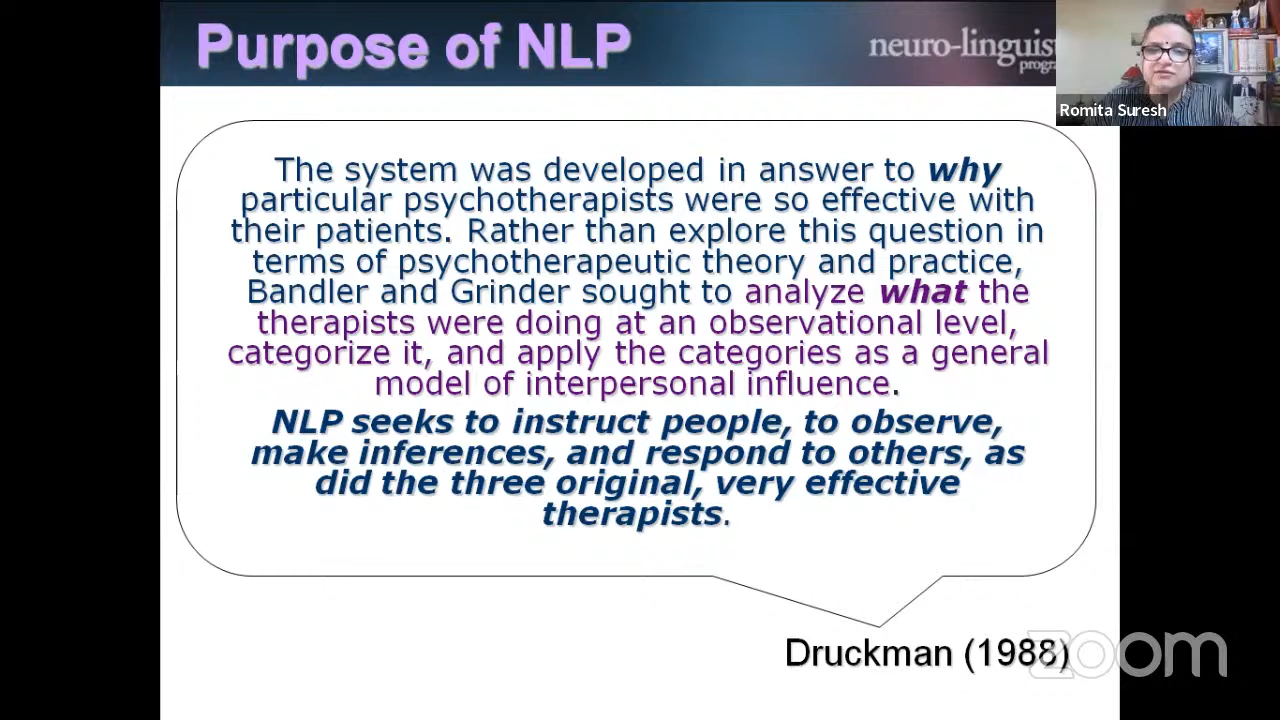 Purpose of NLP
neuro-linguist
progra
Romita Suresh
The system was developed in answer to why
particular psychotherapists were so effective with
their patients. Rather than explore this question in
terms of psychotherapeutic theory and practice,
Bandler and Grinder sought to analyze what the
therapists were doing at an observational level,
categorize it, and apply the categories as a general
model of interpersonal influence.
NLP seeks to instruct people, to observe,
make inferences, and respond to others, as
did the three original, very effective
therapists.
Druckman (1988)
zoom